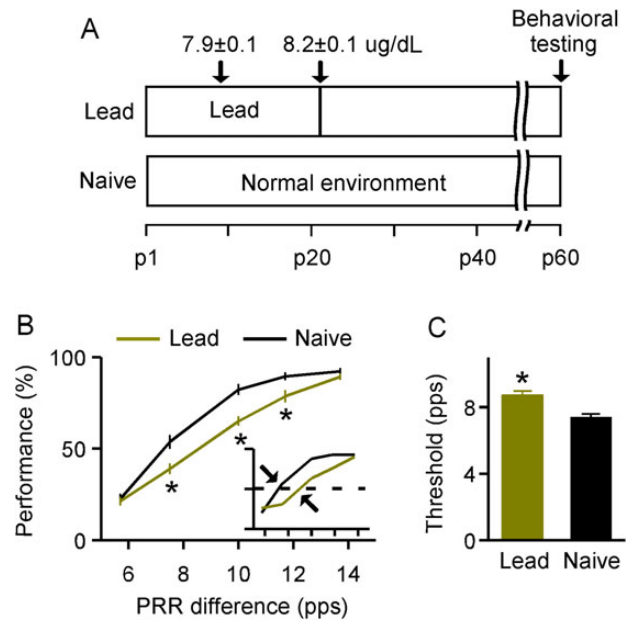 A
7.9±0.1
8.2±0.1 ug/dL
Behavioral
testing
Lead
Lead
Naive
Normal environment
p1
p20
p40
p60
B
Lead
Naive
Performance (%)
100
50
0
*
*
*
6
8
10
12
14
PRR difference (pps)
C
Threshold (pps)
8
4
0
*
Lead
Naive